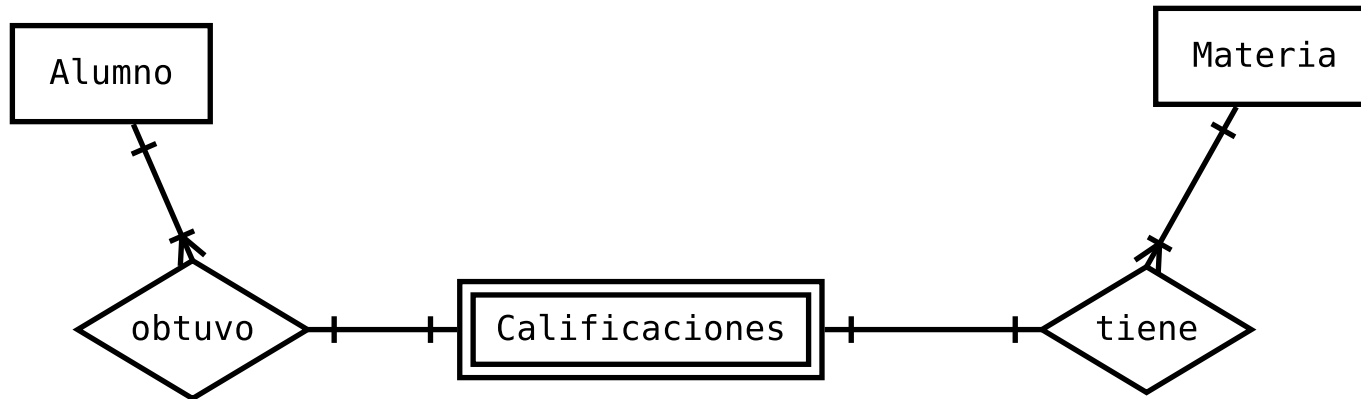 Alumno
Materia
obtuvo
Calificaciones
tiene